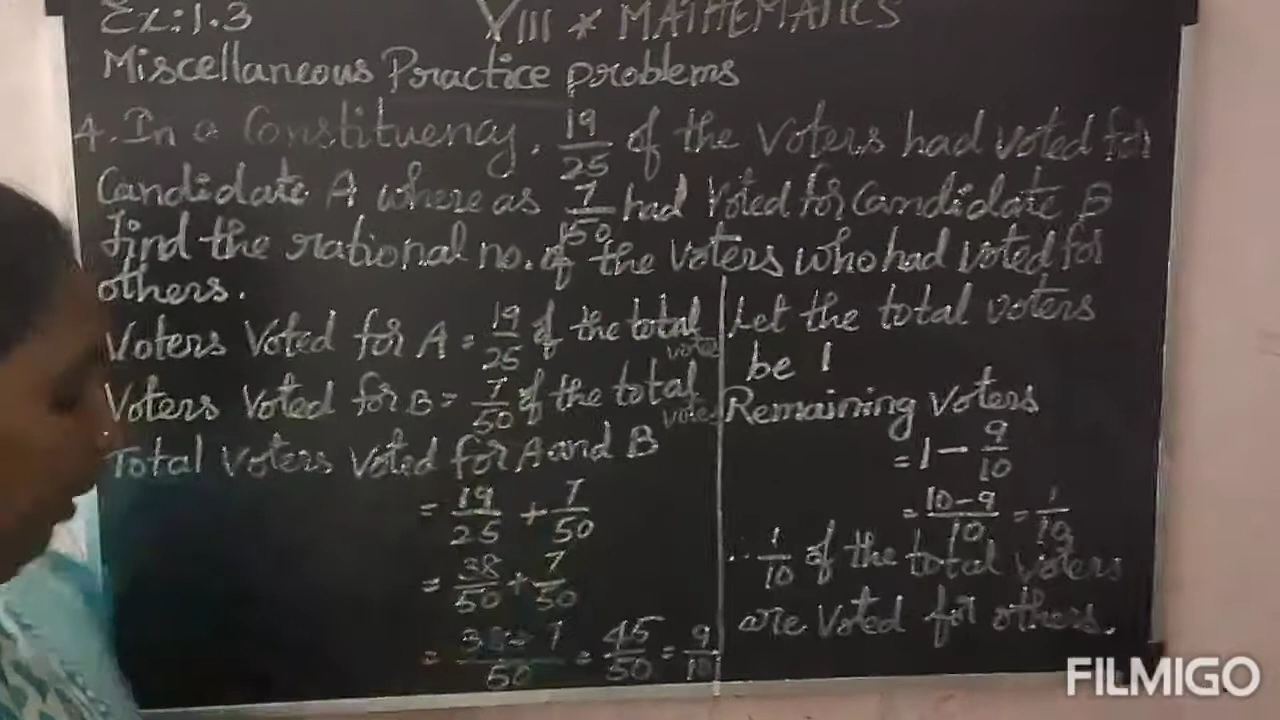 Ex:1.3 VIII * MATHEMATICS
Miscellaneous Practice problems
4. In a Constituency. 19/25 of the voters had voted for
Candidate A where as 7/150 had voted for Candidate B
find the rational no. of the voters who had voted for
others.
Voters Voted for A = 19/25 of the total votes
Voters Voted for B = 7/50 of the total votes
Total voters voted for A and B
= 19/25 + 7/50
= 38/50 + 7/50
= 38+7/50 = 45/50 = 9/10
Let the total voters
be 1
Remaining voters
= 1 - 9/10
= 10-9/10 = 1/10
∴ 1/10 of the total voters
are voted for others.
FILMIGO